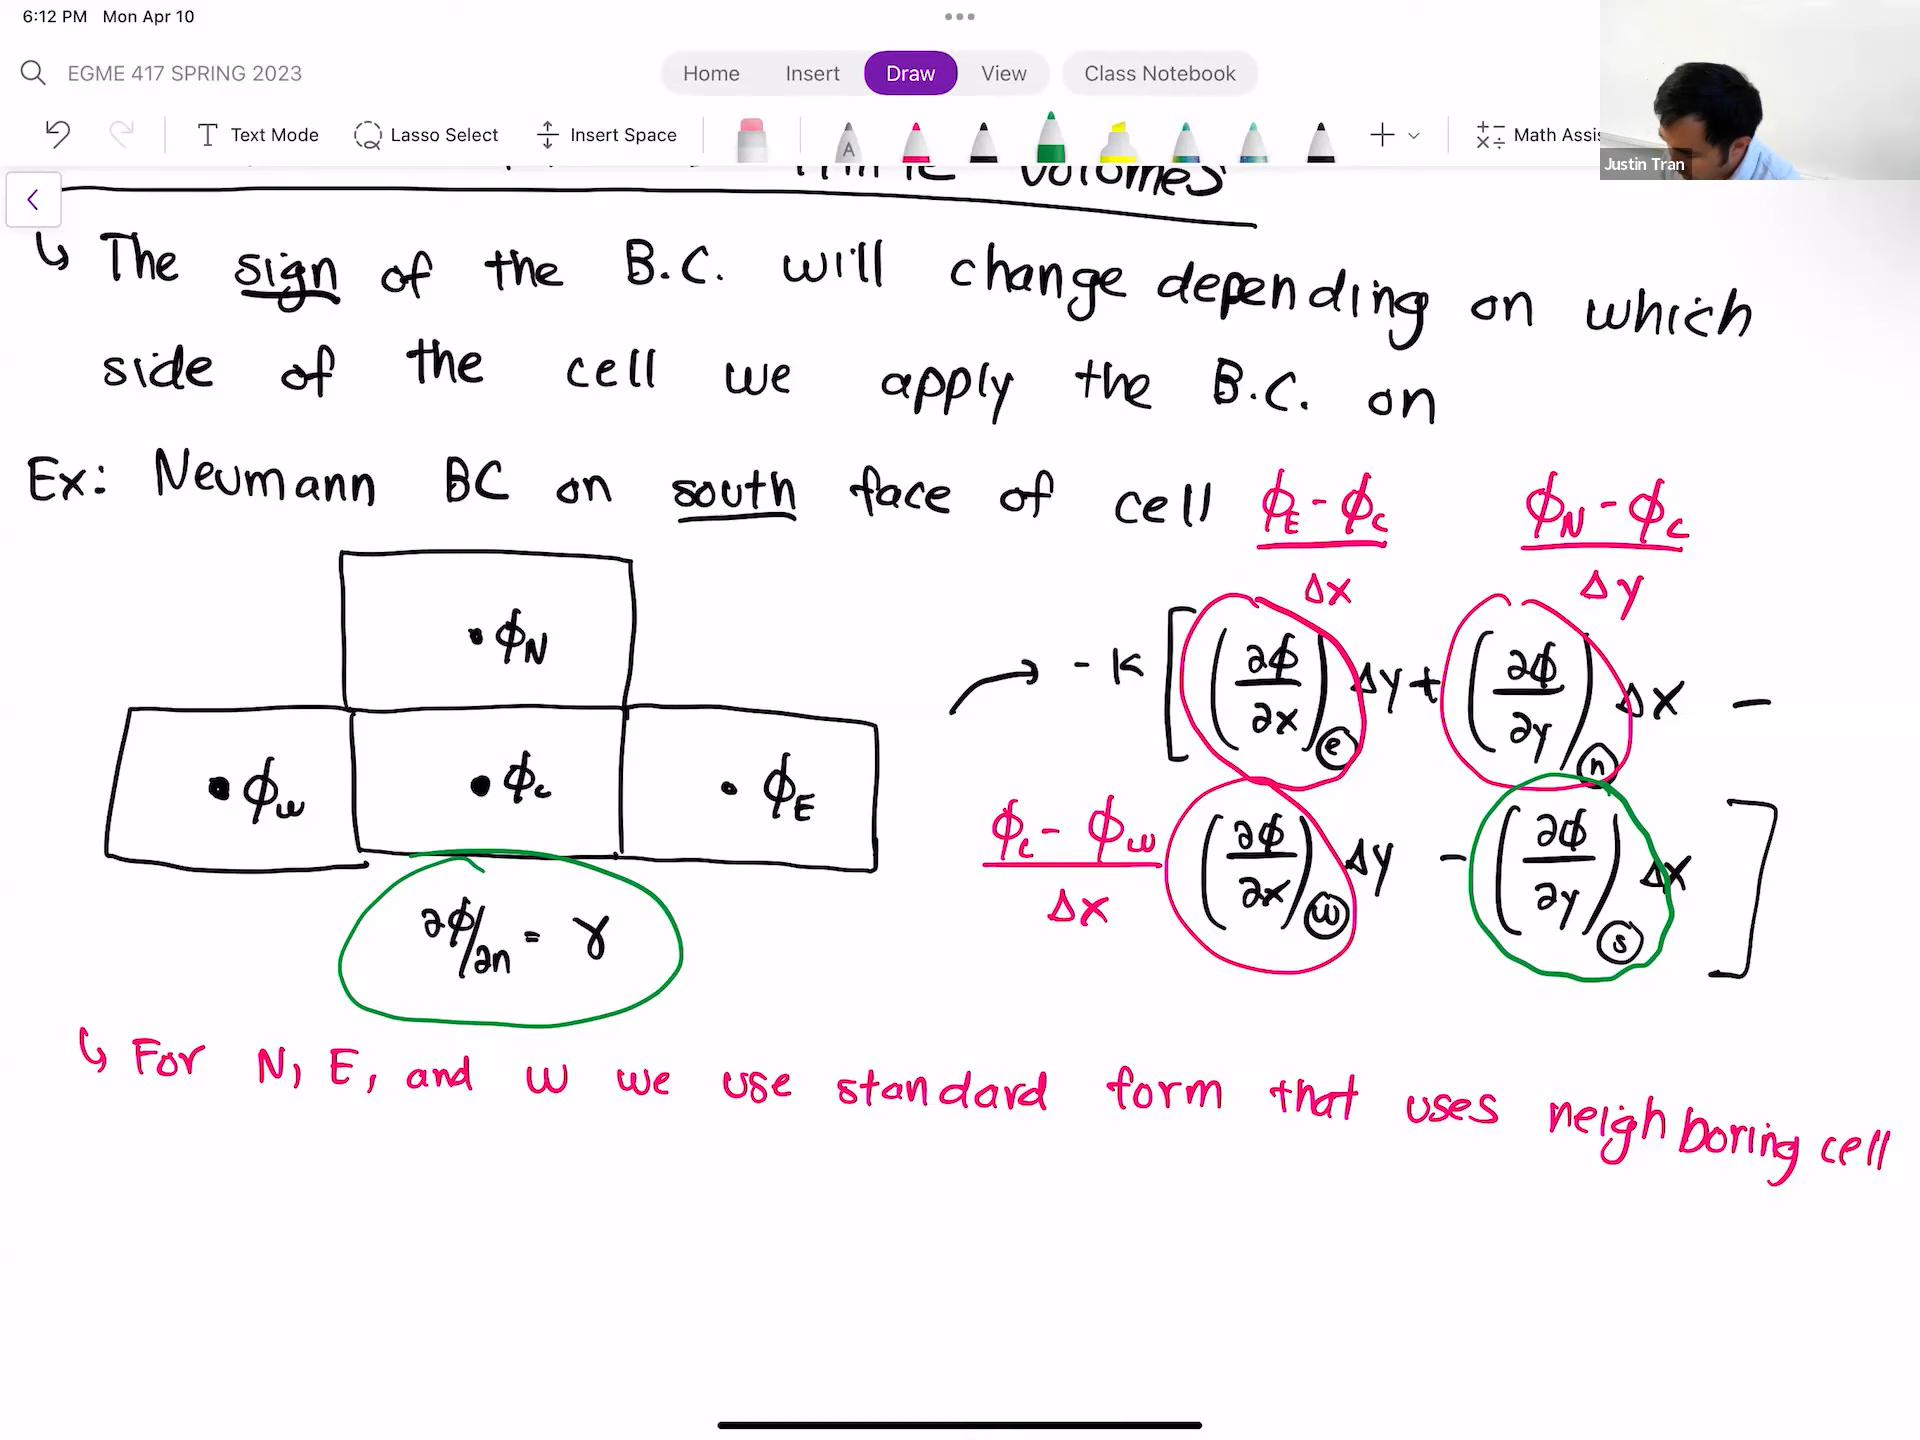 6:12 PM Mon Apr 10
EGME 417 SPRING 2023
Home Insert Draw View Class Notebook
Text Mode Lasso Select Insert Space A Math Assis
Justin Tran
volumes
↳ The sign of the B.C. will change depending on which
side of the cell we apply the B.C. on
Ex: Neumann BC on south face of cell
(ϕE - ϕc)/Δx (ϕN - ϕc)/Δy
ϕN
ϕw ϕc ϕE
→ -K [ (∂ϕ/∂x)e Δy + (∂ϕ/∂y)n Δx -
(ϕc - ϕw)/Δx (∂ϕ/∂x)w Δy - (∂ϕ/∂y)s Δx ]
∂ϕ/∂n = γ
↳ For N, E, and W we use standard form that uses neighboring cell